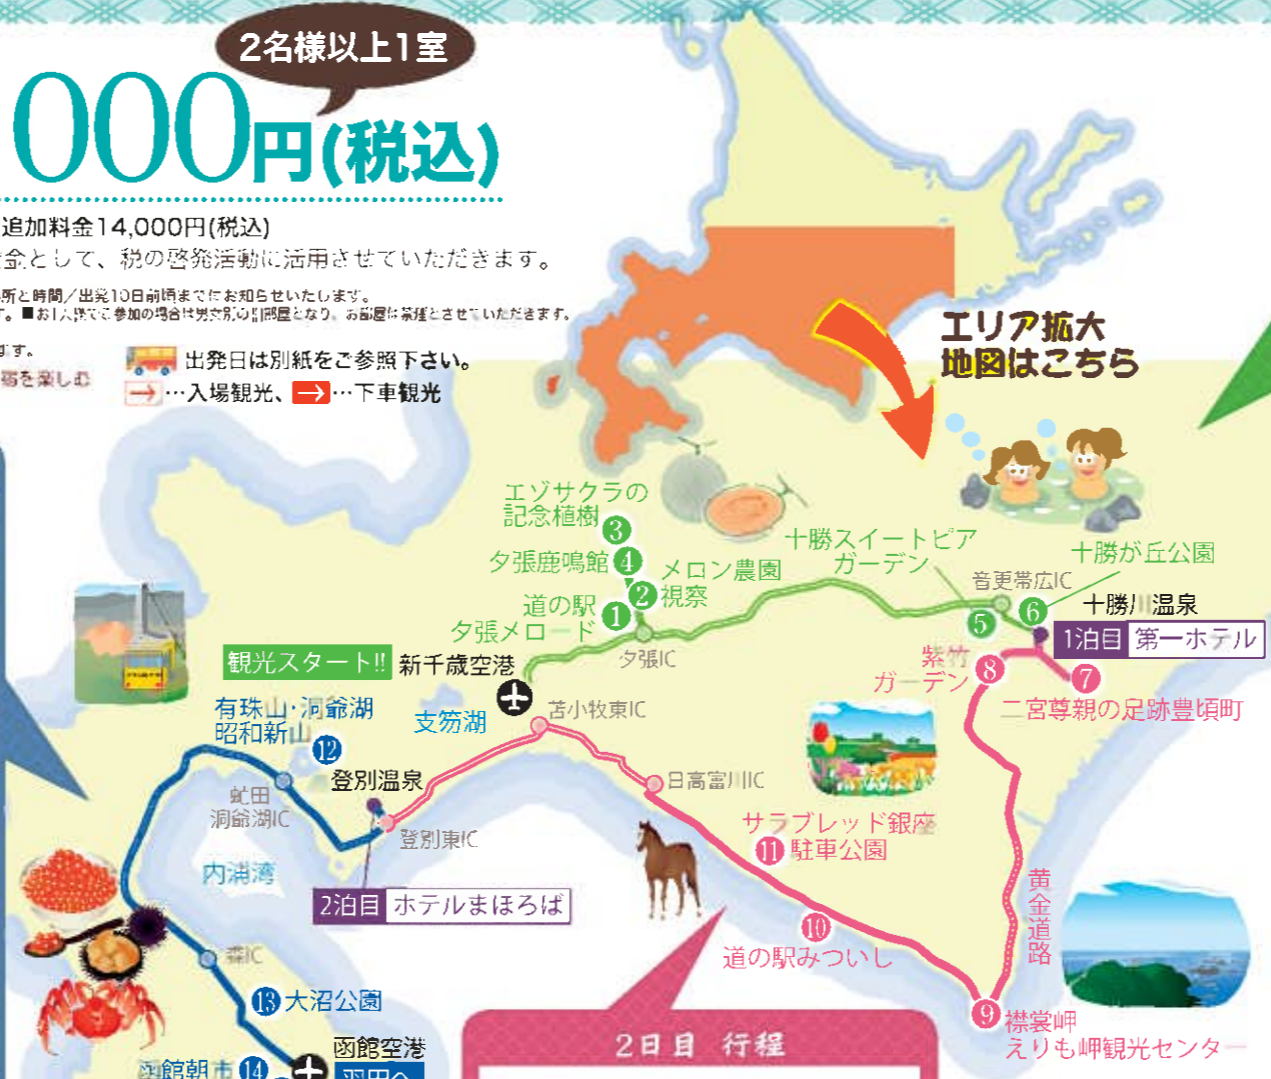 2名様以上1室
000円(税込)
追加料金14,000円(税込)
金として、税の啓発活動に活用させていただきます。
所と時間／出発10日前頃までにお知らせいたします。
す。
宿を楽しむ
出発日は別紙をご参照下さい。
→…入場観光、→…下車観光
エリア拡大
地図はこちら
エゾサクラの
記念植樹
3
夕張鹿鳴館 4
メロン農園
視察
2
道の駅
夕張メロード
1
夕張IC
十勝スイートピア
ガーデン
5
音更帯広IC
6
十勝が丘公園
十勝川温泉
1泊目 第一ホテル
紫竹
ガーデン
8
7
二宮尊親の足跡豊頃町
観光スタート!!
新千歳空港
有珠山・洞爺湖
昭和新山
12
支笏湖
苫小牧東IC
日高富川IC
登別温泉
虻田
洞爺湖IC
登別東IC
内浦湾
2泊目 ホテルまほろば
サラブレッド銀座
駐車公園
11
10
道の駅みついし
黄金道路
9
襟裳岬
えりも岬観光センター
森IC
13 大沼公園
函館空港
羽田へ
函館朝市 14
2日目 行程